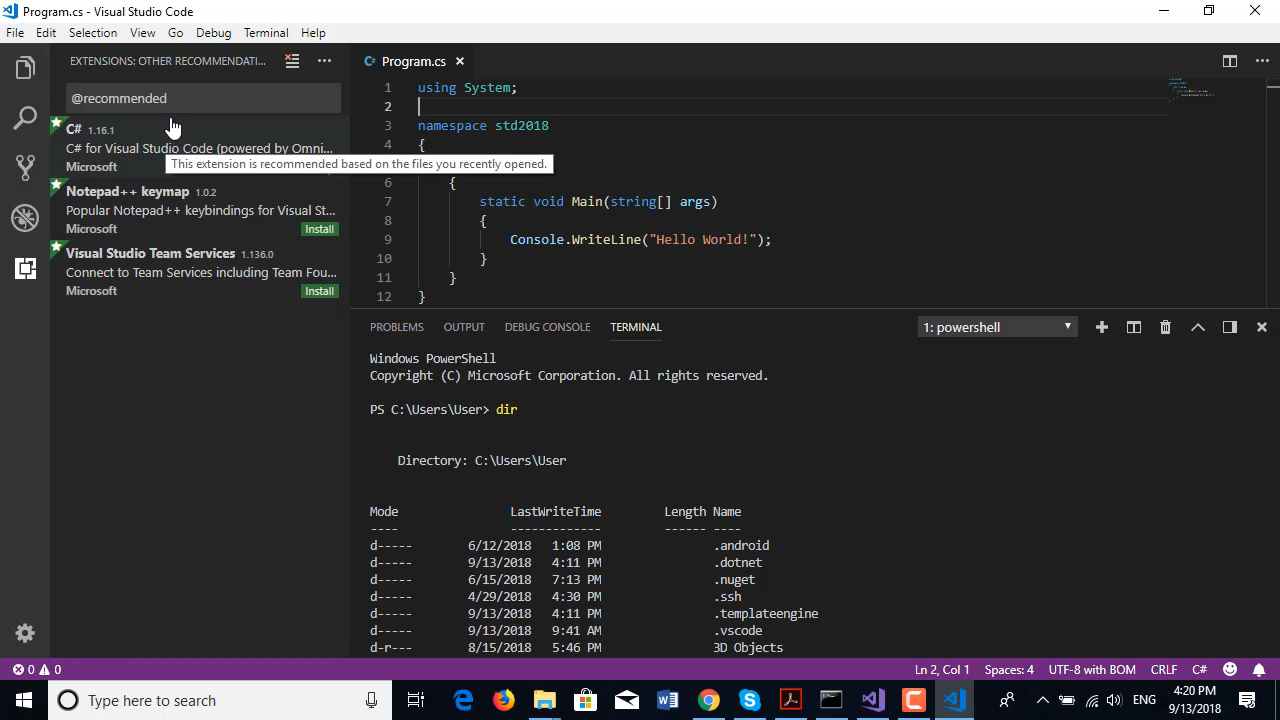 Program.cs - Visual Studio Code
File Edit Selection View Go Debug Terminal Help
EXTENSIONS: OTHER RECOMMENDATI...
@recommended
C# 1.16.1
C# for Visual Studio Code (powered by Omni...
Microsoft
This extension is recommended based on the files you recently opened.
Notepad++ keymap 1.0.2
Popular Notepad++ keybindings for Visual St...
Microsoft Install
Visual Studio Team Services 1.136.0
Connect to Team Services including Team Fou...
Microsoft Install
C# Program.cs
1 using System;
2
3 namespace std2018
4 {
6 {
7 static void Main(string[] args)
8 {
9 Console.WriteLine("Hello World!");
10 }
11 }
12 }
PROBLEMS OUTPUT DEBUG CONSOLE TERMINAL 1: powershell
Windows PowerShell
Copyright (C) Microsoft Corporation. All rights reserved.
PS C:\Users\User> dir
Directory: C:\Users\User
Mode LastWriteTime Length Name
---- ------------- ------ ----
d----- 6/12/2018 1:08 PM .android
d----- 9/13/2018 4:11 PM .dotnet
d----- 6/15/2018 7:13 PM .nuget
d----- 4/29/2018 4:30 PM .ssh
d----- 9/13/2018 4:11 PM .templateengine
d----- 9/13/2018 9:41 AM .vscode
d-r--- 8/15/2018 5:46 PM 3D Objects
0 0 Ln 2, Col 1 Spaces: 4 UTF-8 with BOM CRLF C#
Type here to search ENG 4:20 PM
9/13/2018